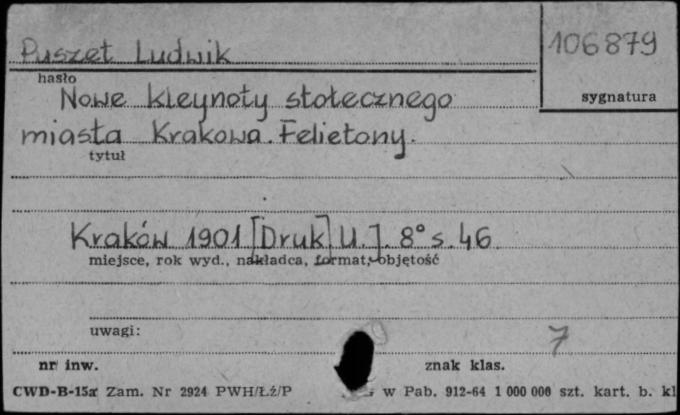 Puszet Ludwik
106879
hasło
sygnatura
Nowe kleynoty stołecznego
miasta Krakowa. Felietony.
tytuł
Kraków 1901 [Druk] U.]. 8° s. 46
miejsce, rok wyd., nakładca, format, objętość
uwagi:
7
nr inw.
znak klas.
CWD-B-15a Zam. Nr 2924 PWH/Łź/P w Pab. 912-64 1 000 000 szt. kart. b. kl